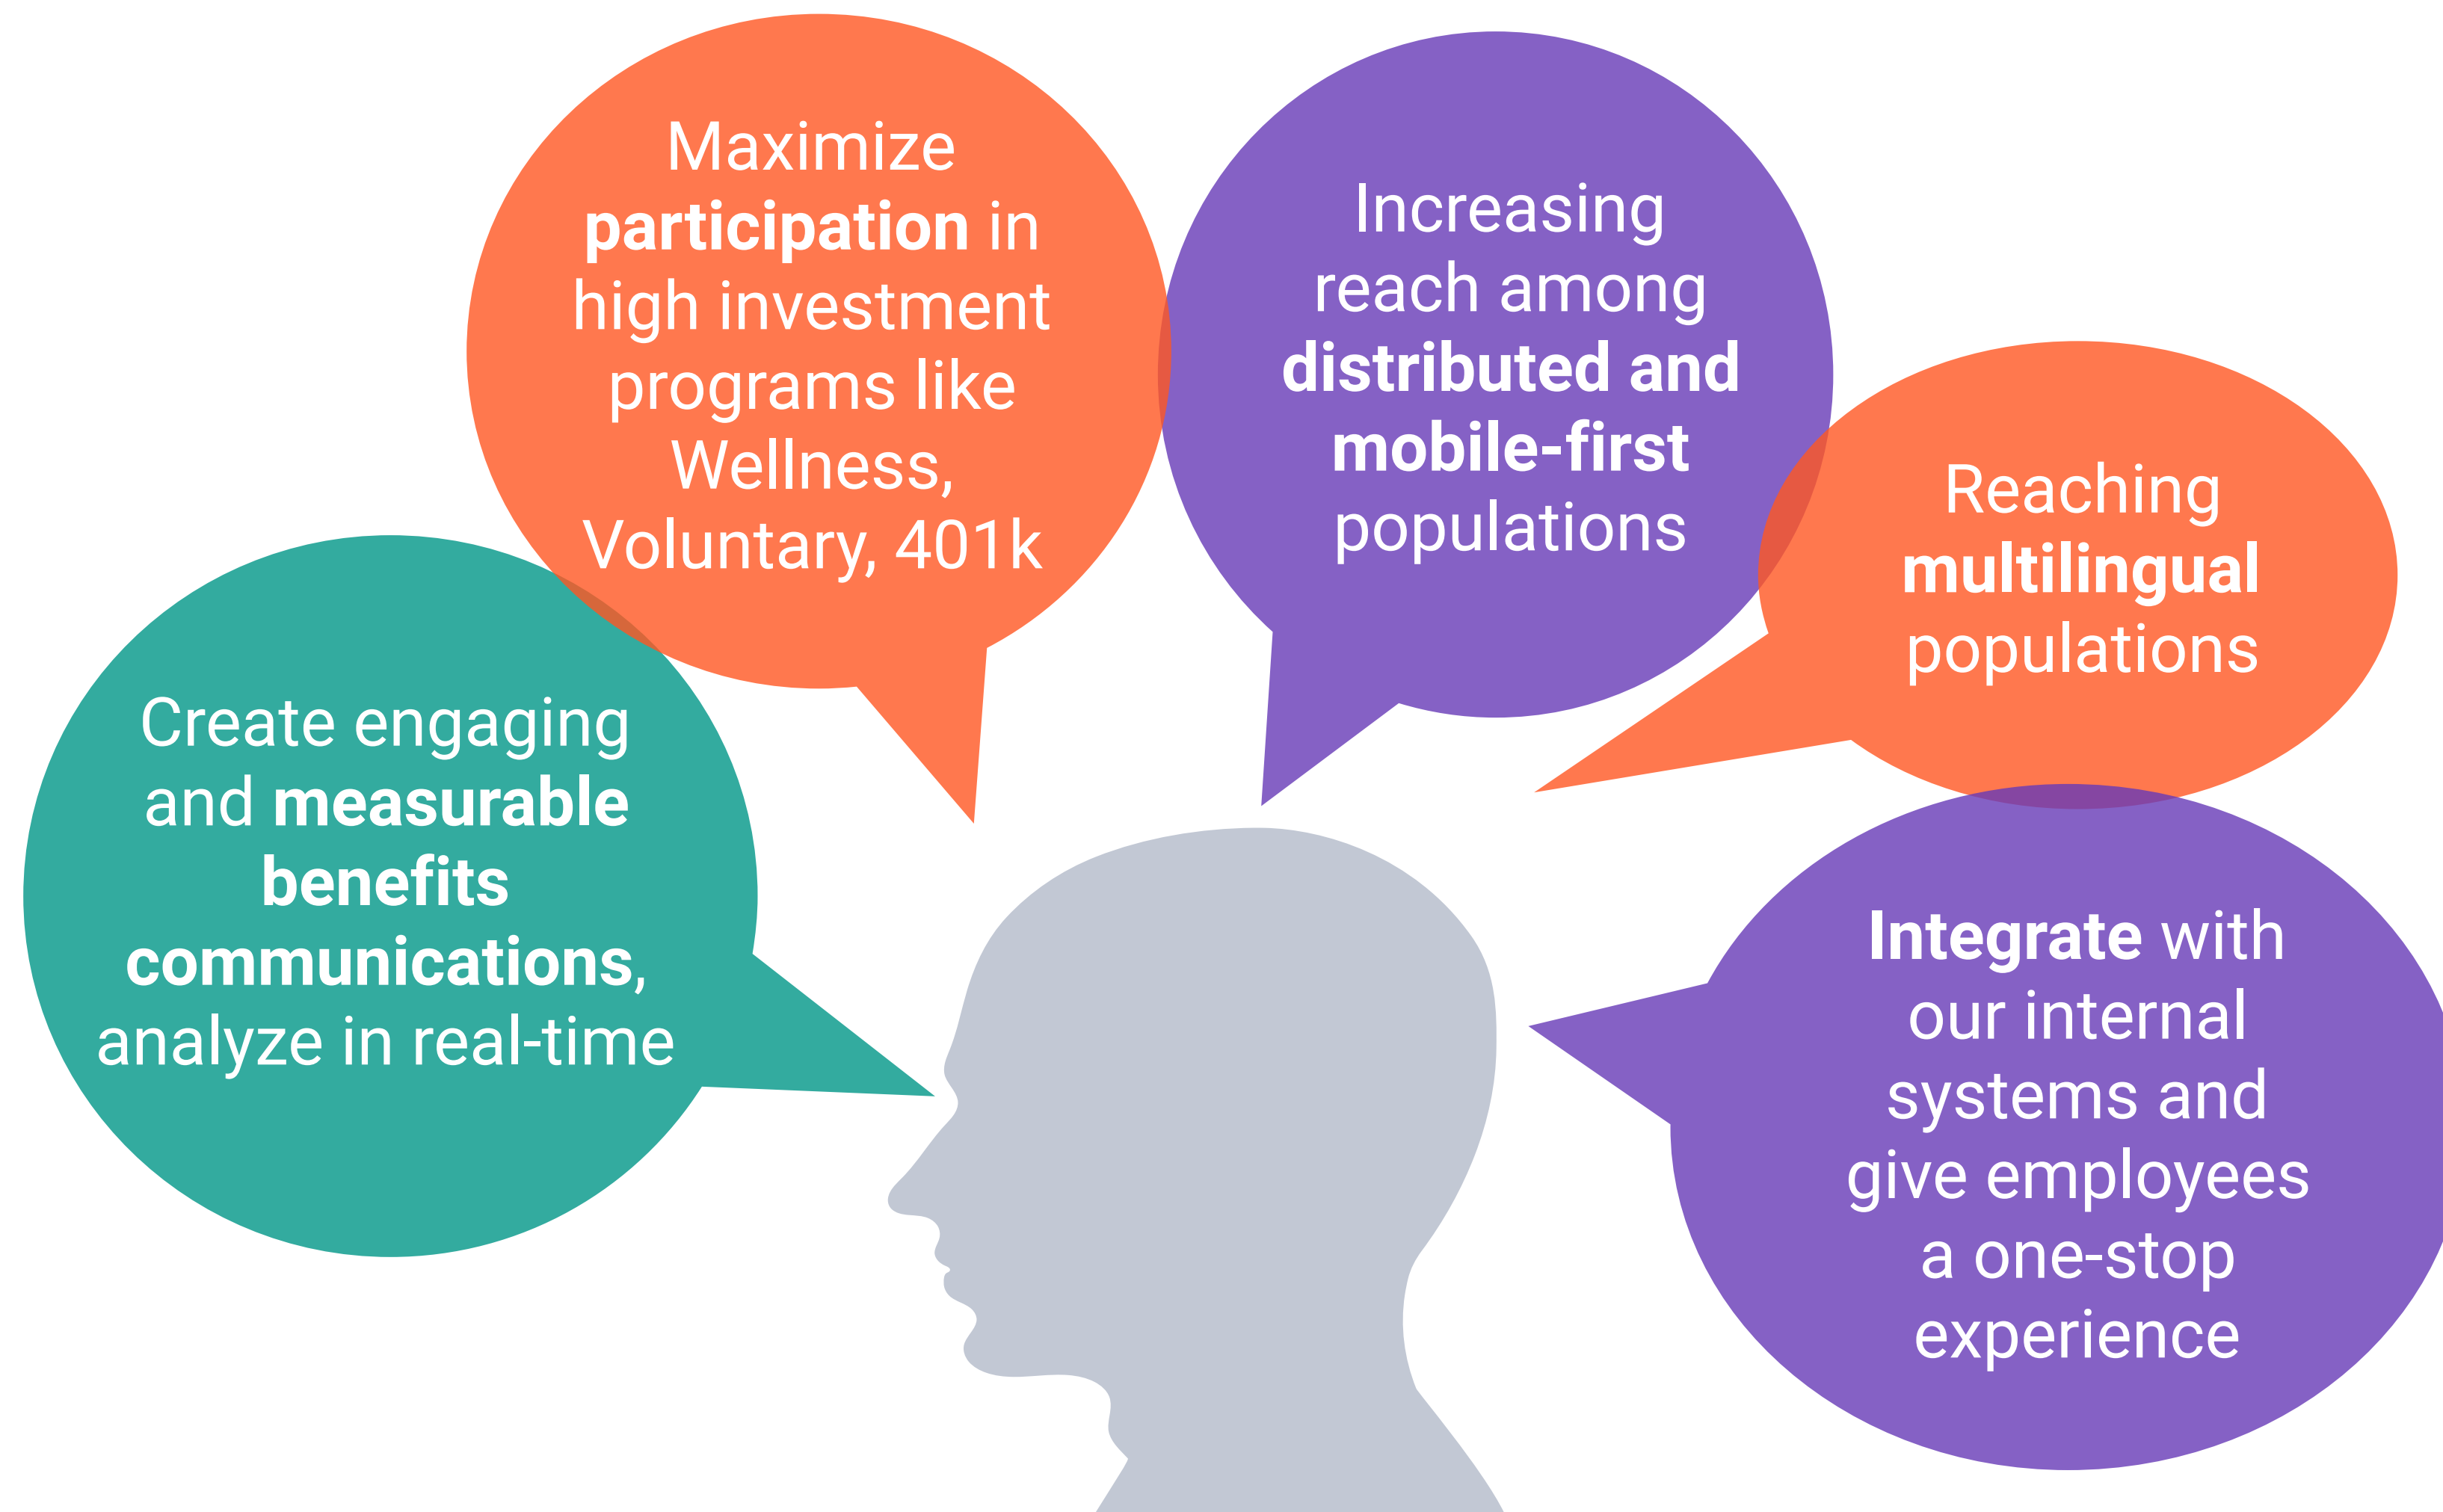 Maximize
participation in
high investment
programs like
Wellness,
Voluntary, 401k
Increasing
reach among
distributed and
mobile-first
populations
Reaching
multilingual
populations
Create engaging
and measurable
benefits
communications,
analyze in real-time
Integrate with
our internal
systems and
give employees
a one-stop
experience